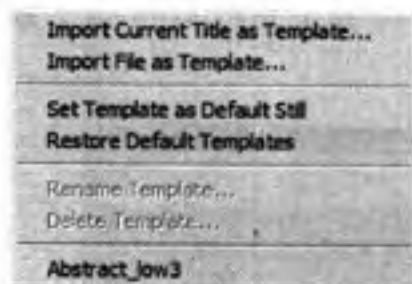 Import Current Title as Template...
Import File as Template...
Set Template as Default Still
Restore Default Templates
Rename Template...
Delete Template...
Abstract_low3